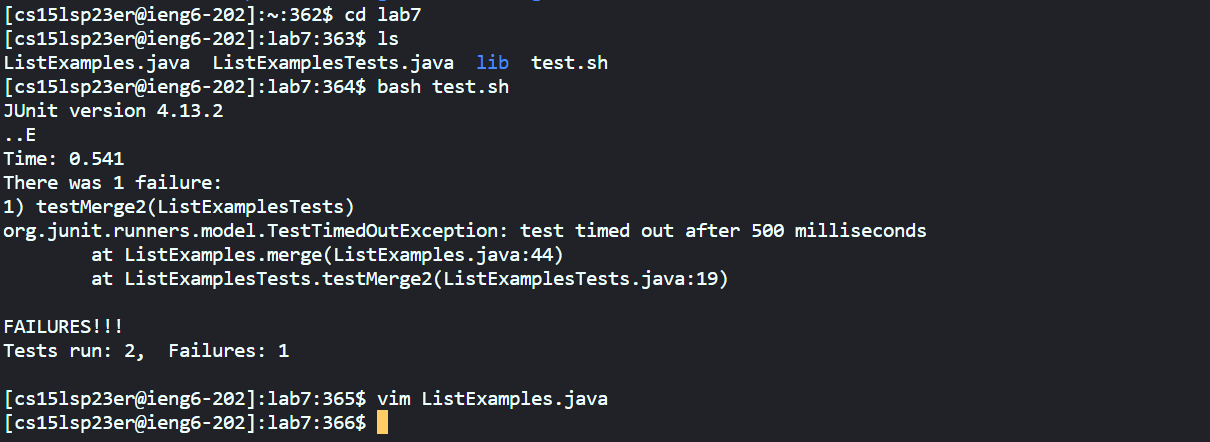 [cs15lsp23er@ieng6-202]:~:362$ cd lab7
[cs15lsp23er@ieng6-202]:lab7:363$ ls
ListExamples.java  ListExamplesTests.java  lib  test.sh
[cs15lsp23er@ieng6-202]:lab7:364$ bash test.sh
JUnit version 4.13.2
..E
Time: 0.541
There was 1 failure:
1) testMerge2(ListExamplesTests)
org.junit.runners.model.TestTimedOutException: test timed out after 500 milliseconds
        at ListExamples.merge(ListExamples.java:44)
        at ListExamplesTests.testMerge2(ListExamplesTests.java:19)

FAILURES!!!
Tests run: 2,  Failures: 1

[cs15lsp23er@ieng6-202]:lab7:365$ vim ListExamples.java
[cs15lsp23er@ieng6-202]:lab7:366$